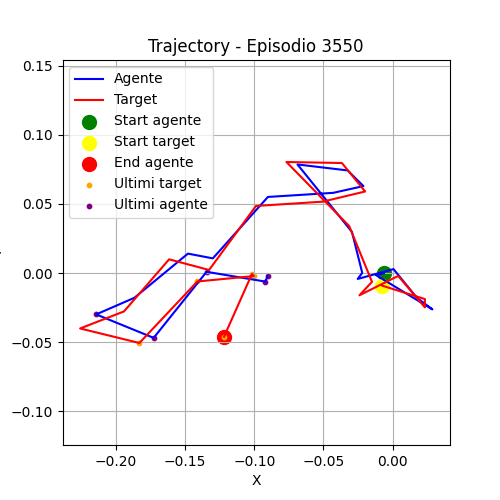 Trajectory - Episodio 3550
Agente
Target
Start agente
Start target
End agente
Ultimi target
Ultimi agente
0.15
0.10
0.05
0.00
−0.05
−0.10
−0.20
−0.15
−0.10
−0.05
0.00
X